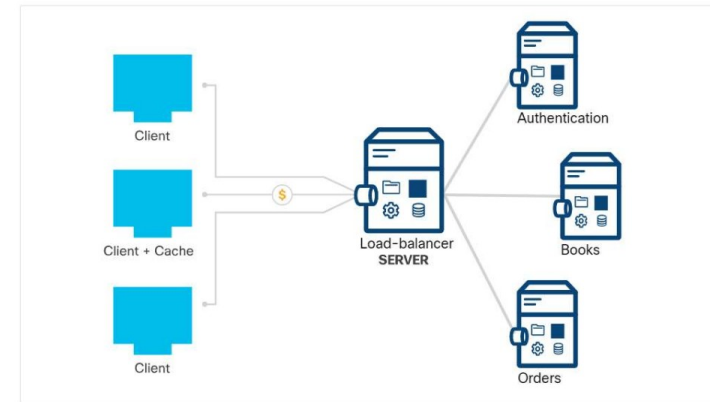 Client
Client + Cache
Client
$
Load-balancer
SERVER
Authentication
Books
Orders